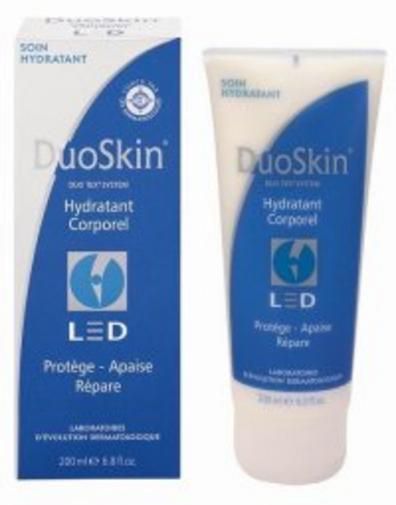 DuoSkin
L E D
SOIN
HYDRATANT
DuoSkin®
DUO TEXT SYSTEM
Hydratant
Corporel
LED
Protège - Apaise
Répare
LABORATOIRES
D'ÉVOLUTION DERMATOLOGIQUE
200 ml e 6.8 fl.oz.
SOIN
HYDRATANT
DuoSkin®
Hydratant
Corporel
LED
Protège - Apaise
Répare
LABORATOIRES
D'ÉVOLUTION DERMATOLOGIQUE
200 ml e 6.8 fl.oz.